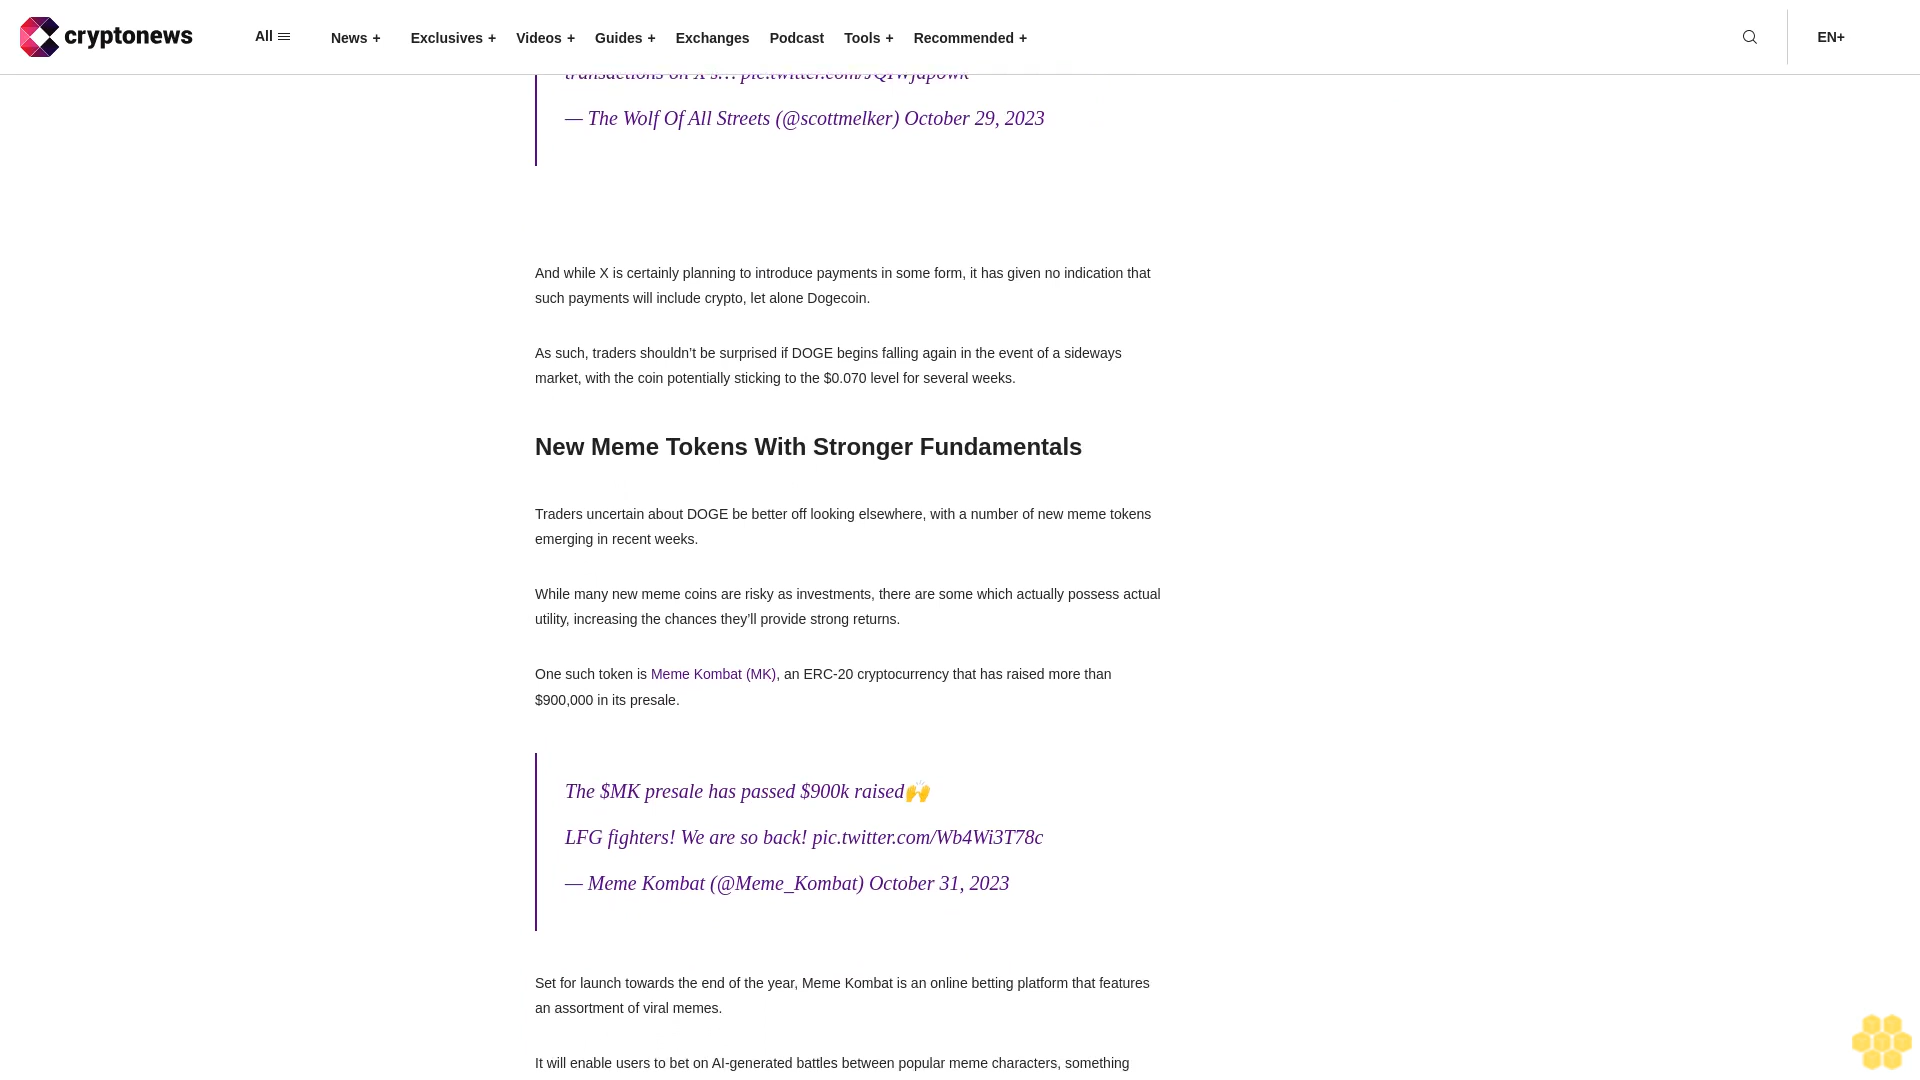 cryptonews
All
News +
Exclusives +
Videos +
Guides +
Exchanges
Podcast
Tools +
Recommended +
EN+
— The Wolf Of All Streets (@scottmelker) October 29, 2023
And while X is certainly planning to introduce payments in some form, it has given no indication that
such payments will include crypto, let alone Dogecoin.
As such, traders shouldn’t be surprised if DOGE begins falling again in the event of a sideways
market, with the coin potentially sticking to the $0.070 level for several weeks.
New Meme Tokens With Stronger Fundamentals
Traders uncertain about DOGE be better off looking elsewhere, with a number of new meme tokens
emerging in recent weeks.
While many new meme coins are risky as investments, there are some which actually possess actual
utility, increasing the chances they’ll provide strong returns.
One such token is Meme Kombat (MK), an ERC-20 cryptocurrency that has raised more than
$900,000 in its presale.
The $MK presale has passed $900k raised🙌
LFG fighters! We are so back! pic.twitter.com/Wb4Wi3T78c
— Meme Kombat (@Meme_Kombat) October 31, 2023
Set for launch towards the end of the year, Meme Kombat is an online betting platform that features
an assortment of viral memes.
It will enable users to bet on AI-generated battles between popular meme characters, something